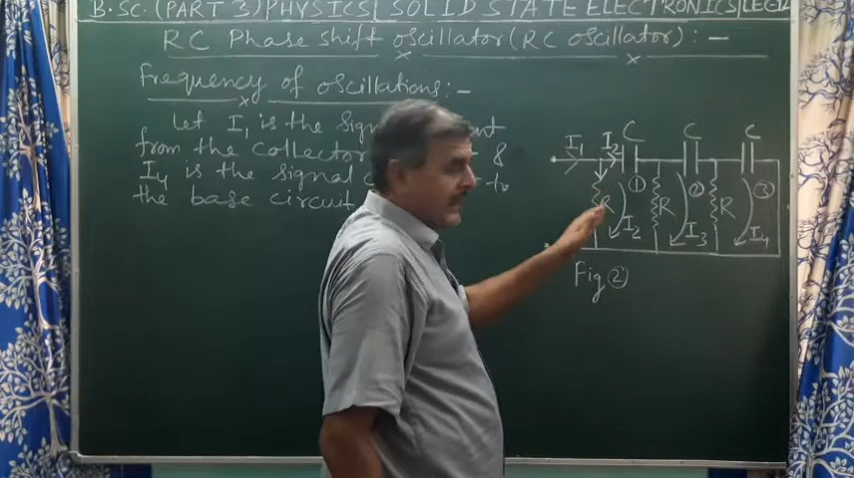 B.SC.(PART 3) PHYSICS | SOLID STATE ELECTRONICS |
RC Phase shift oscillator (RC oscillator) : —
Frequency of oscillations : —
Let I₁ is the
from the collector &
I₄ is the signal to
the base circuit
I₁ I₂ C C C
① ② ③
R R R
I₂ I₃ I₄
Fig ②